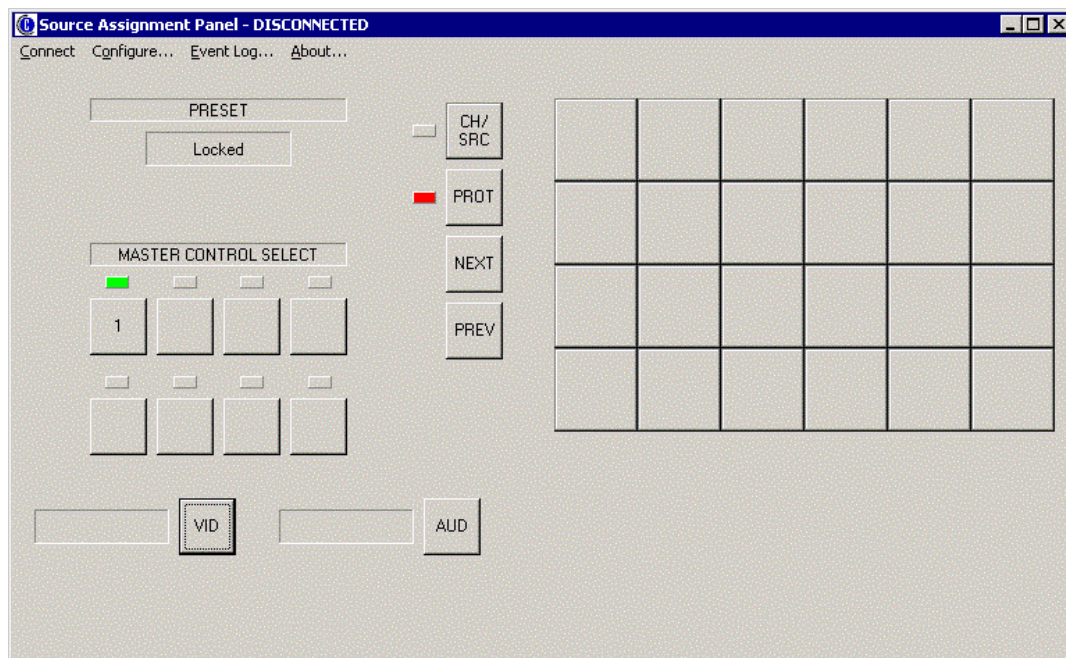 Source Assignment Panel - DISCONNECTED
Connect Configure... Event Log... About...
PRESET
Locked
CH/
SRC
PROT
MASTER CONTROL SELECT
NEXT
1
PREV
VID
AUD